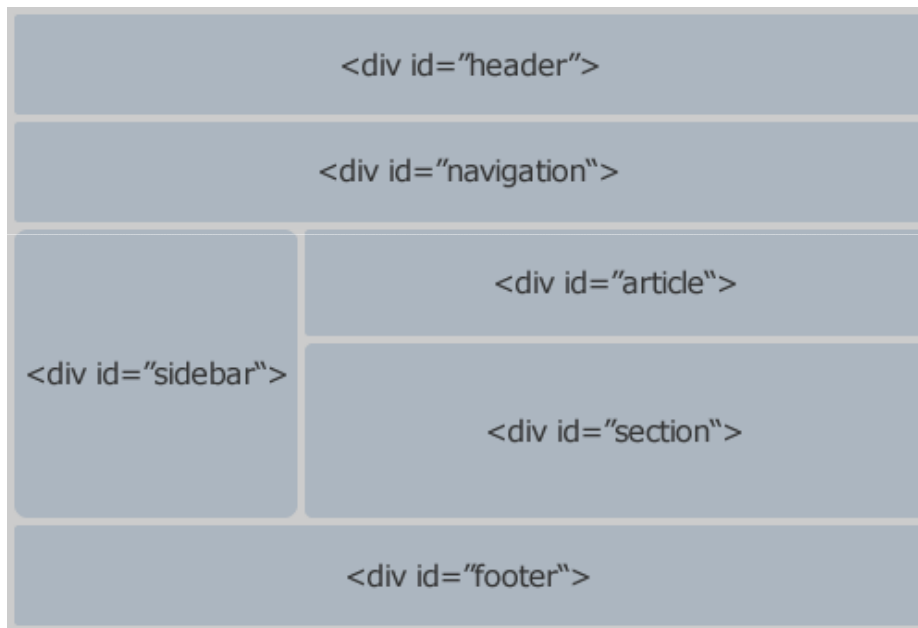 <div id=”header”>
<div id=”navigation“>
<div id=”article“>
<div id=”sidebar“>
<div id=”section“>
<div id=”footer“>